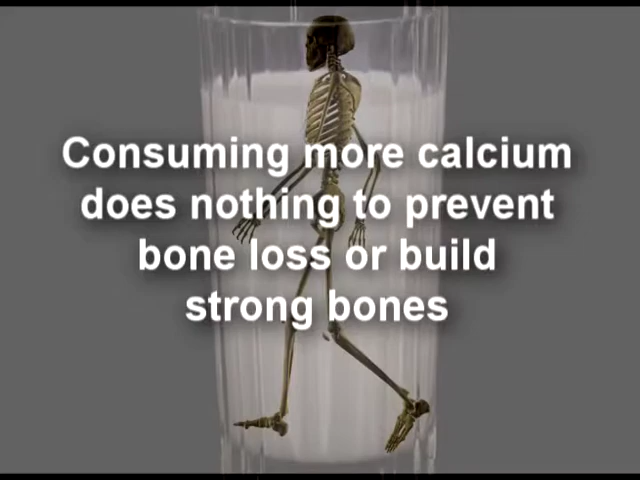 Consuming more calcium
does nothing to prevent
bone loss or build
strong bones